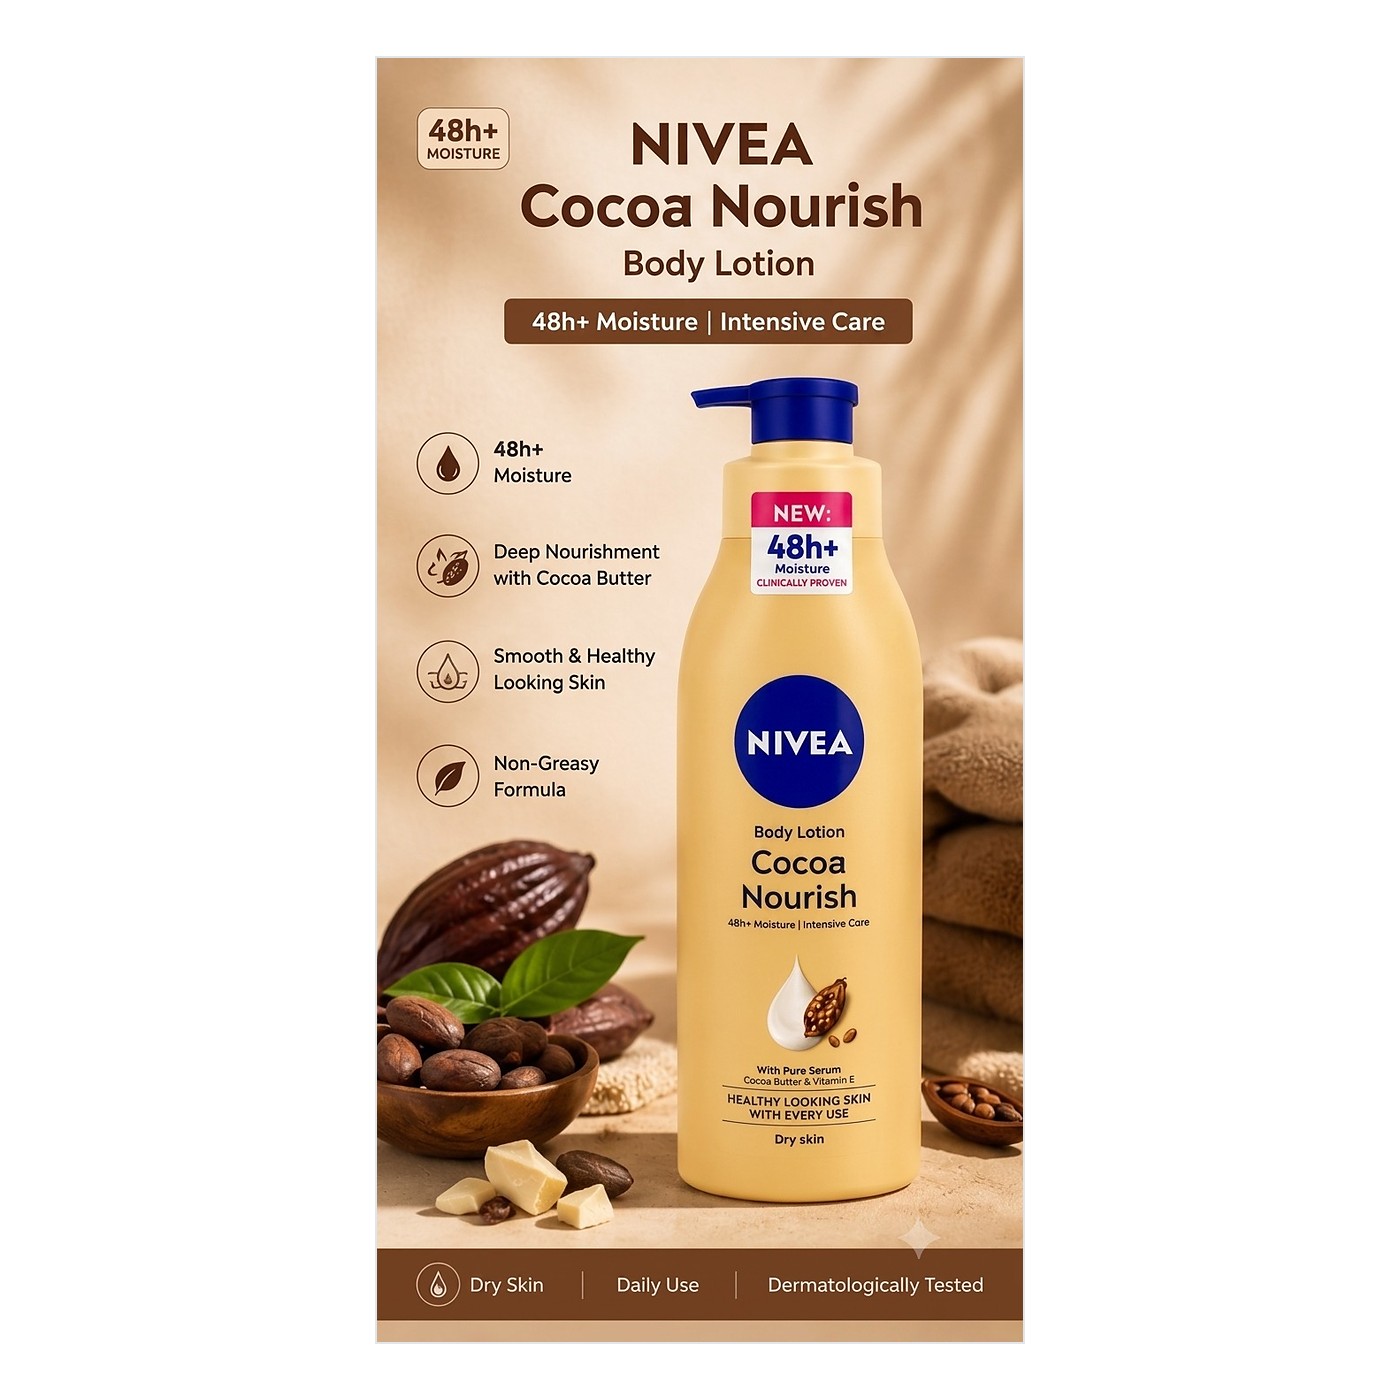 48h+
MOISTURE
NIVEA
Cocoa Nourish
Body Lotion
48h+ Moisture | Intensive Care
48h+
Moisture
Deep Nourishment
with Cocoa Butter
Smooth & Healthy
Looking Skin
Non-Greasy
Formula
NEW:
48h+
Moisture
CLINICALLY PROVEN
NIVEA
Body Lotion
Cocoa
Nourish
48h+ Moisture | Intensive Care
With Pure Serum
Cocoa Butter & Vitamin E
HEALTHY LOOKING SKIN
WITH EVERY USE
Dry skin
Dry Skin | Daily Use | Dermatologically Tested